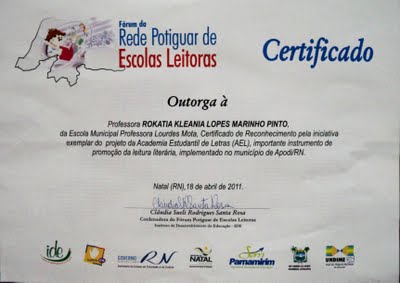 Fórum da
Rede Potiguar de
Escolas Leitoras
Certificado
Outorga à
Professora ROKATIA KLEANIA LOPES MARINHO PINTO,
da Escola Municipal Professora Lourdes Mota, Certificado de Reconhecimento pela iniciativa
exemplar do projeto da Academia Estudantil de Letras (AEL), importante instrumento de
promoção da leitura literária, implementado no município de Apodi/RN.
Natal (RN),18 de abril de 2011.
Cláudia Sueli Rodrigues Santa Rosa
Coordenadora do Fórum Potiguar de Escolas Leitoras
Instituto de Desenvolvimento da Educação - IDE
ide
GOVERNO RN
NATAL
Parnamirim
UNDIME